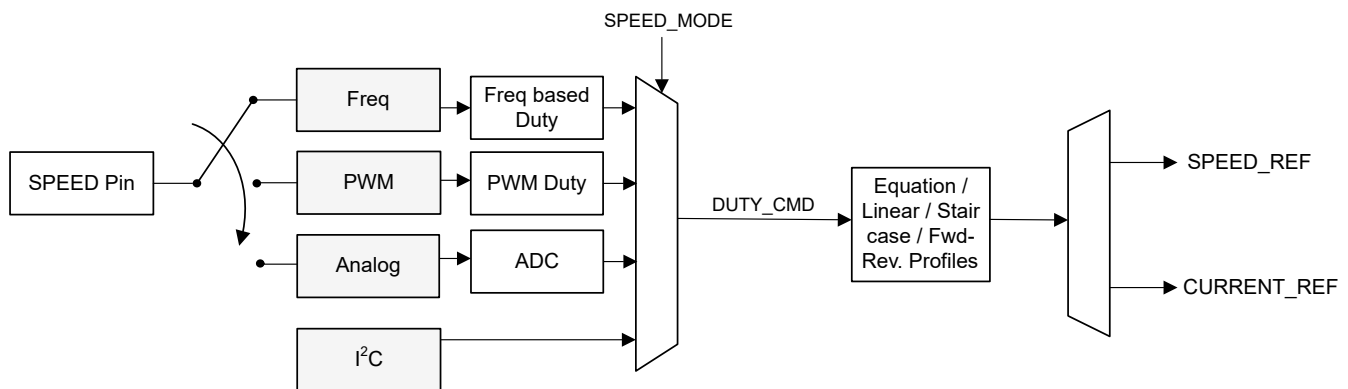 SPEED_MODE
Freq
Freq based
Duty
SPEED Pin
PWM
PWM Duty
Analog
ADC
I²C
DUTY_CMD
Equation /
Linear / Stair
case / Fwd-
Rev. Profiles
SPEED_REF
CURRENT_REF